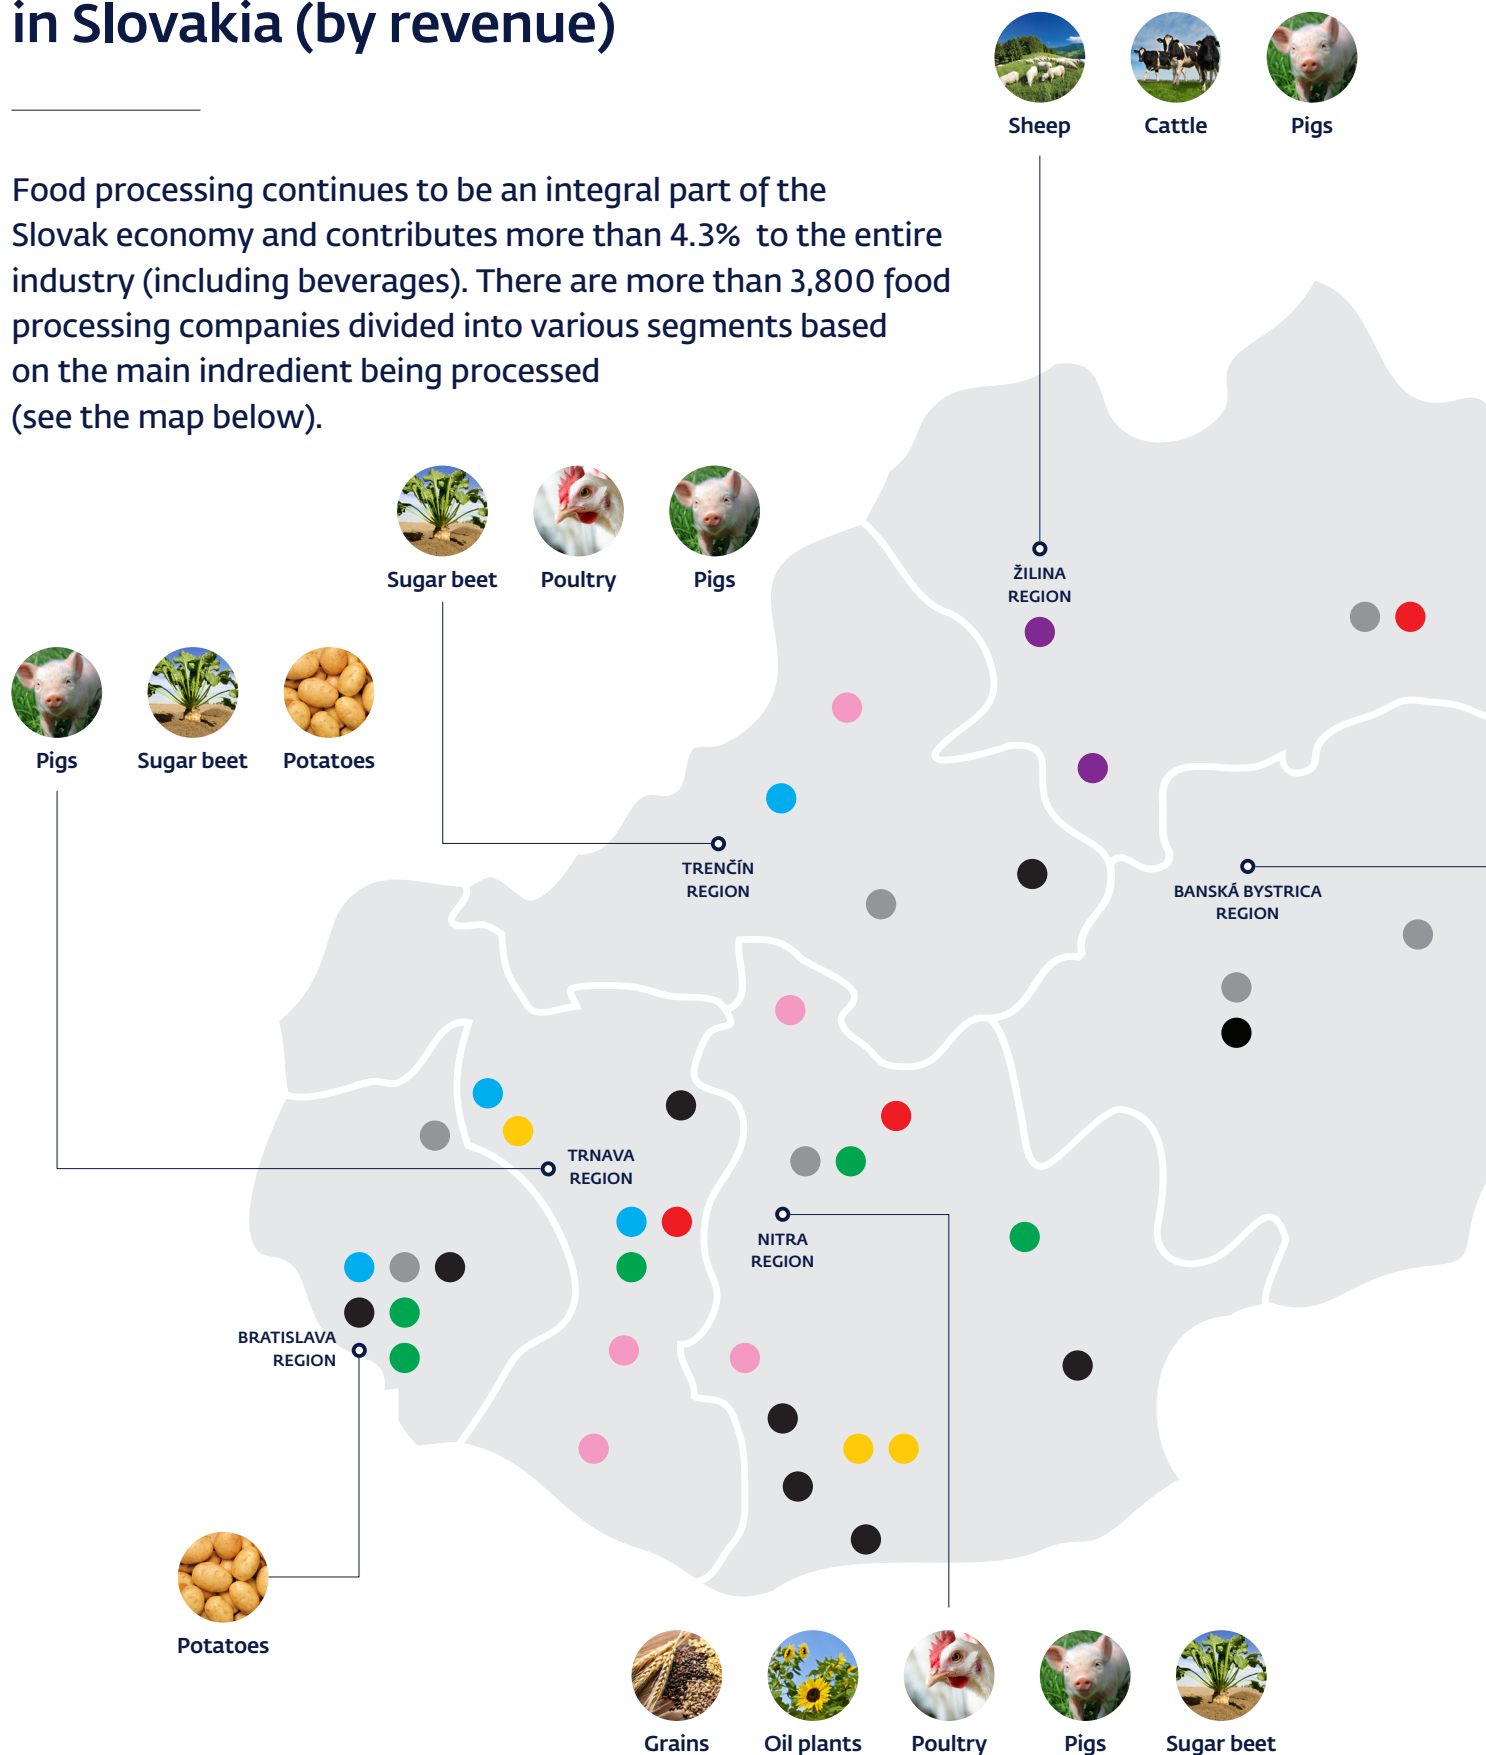 in Slovakia (by revenue)
Food processing continues to be an integral part of the
Slovak economy and contributes more than 4.3% to the entire
industry (including beverages). There are more than 3,800 food
processing companies divided into various segments based
on the main indredient being processed
(see the map below).
Sheep
Cattle
Pigs
Sugar beet
Poultry
Pigs
Pigs
Sugar beet
Potatoes
ŽILINA
REGION
TRENČÍN
REGION
BANSKÁ BYSTRICA
REGION
TRNAVA
REGION
NITRA
REGION
BRATISLAVA
REGION
Potatoes
Grains
Oil plants
Poultry
Pigs
Sugar beet